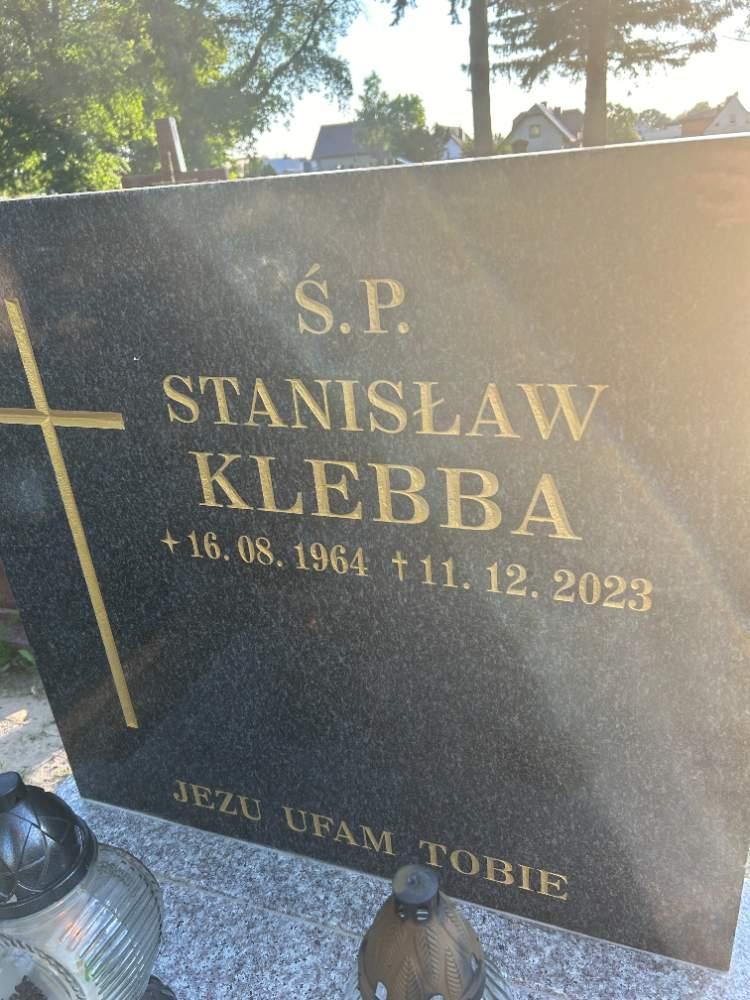 Ś.P.
STANISŁAW
KLEBBA
+ 16. 08. 1964 † 11. 12. 2023
JEZU UFAM TOBIE